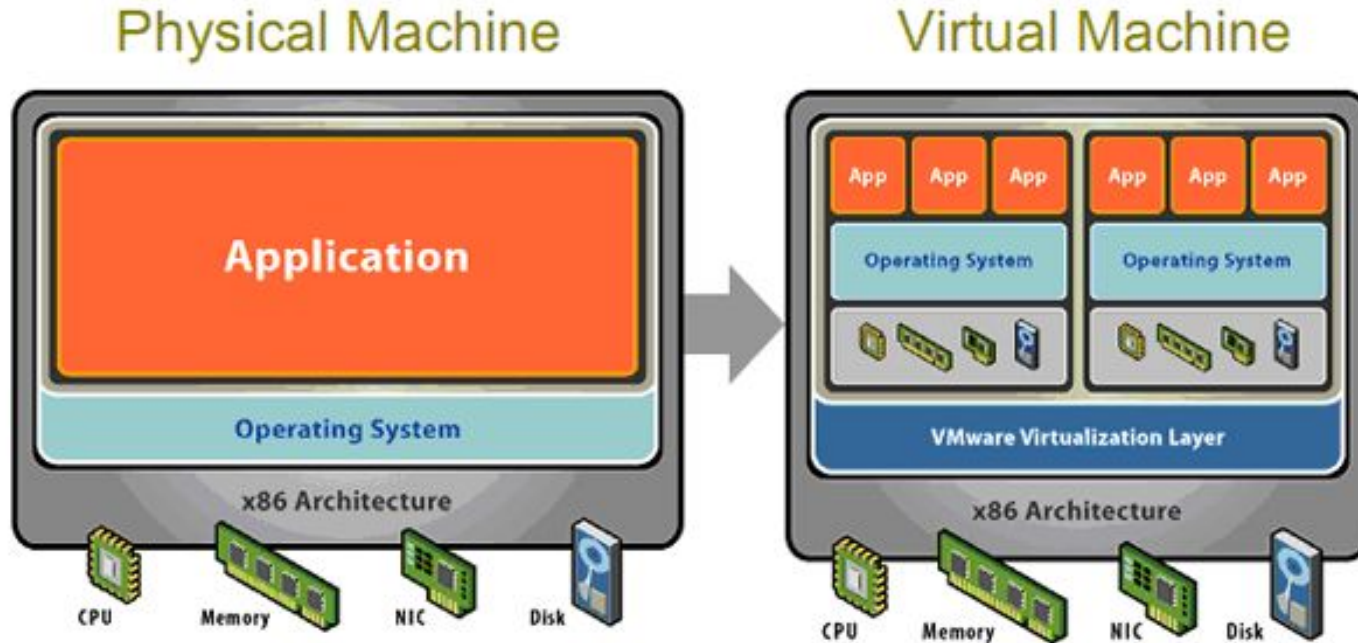 Physical Machine
Virtual Machine
Application
Operating System
x86 Architecture
CPU
Memory
NIC
Disk
App
App
App
App
App
App
Operating System
Operating System
VMware Virtualization Layer
x86 Architecture
CPU
Memory
NIC
Disk